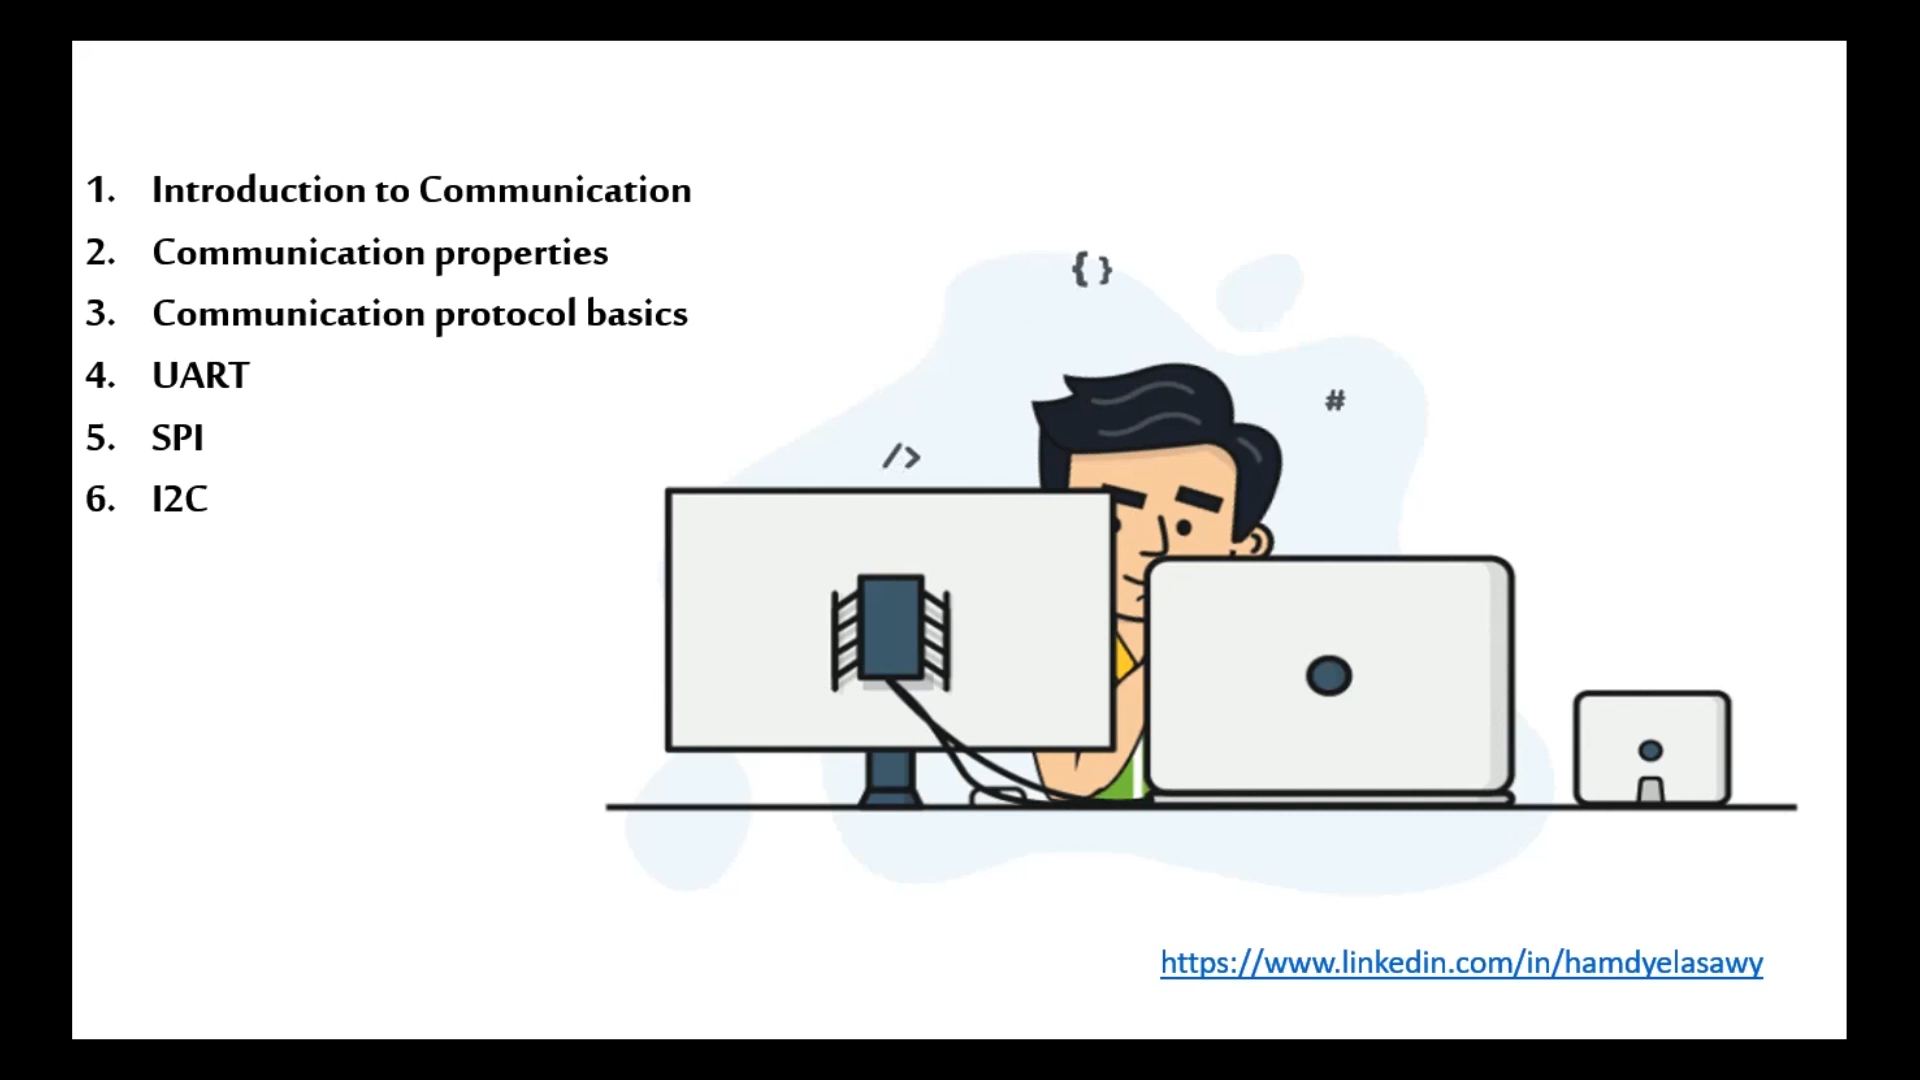 1. Introduction to Communication
2. Communication properties
3. Communication protocol basics
4. UART
5. SPI
6. I2C
{ }
#
/>
https://www.linkedin.com/in/hamdyelasawy